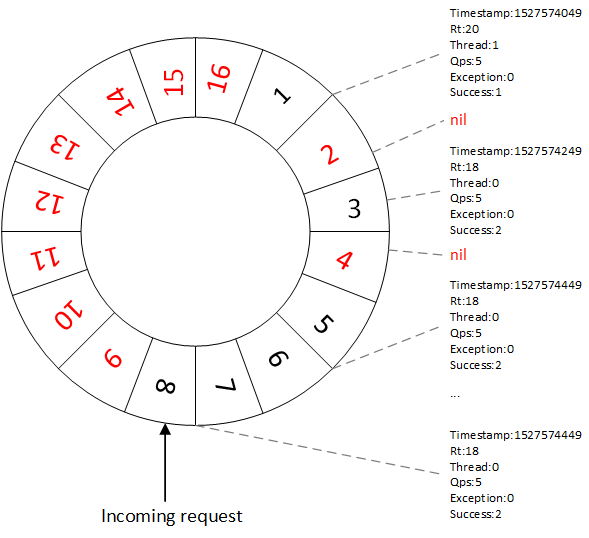 Timestamp:1527574049
Rt:20
Thread:1
Qps:5
Exception:0
Success:1
nil
Timestamp:1527574249
Rt:18
Thread:0
Qps:5
Exception:0
Success:2
nil
Timestamp:1527574449
Rt:18
Thread:0
Qps:5
Exception:0
Success:2
...
Timestamp:1527574449
Rt:18
Thread:0
Qps:5
Exception:0
Success:2
1
2
3
4
5
6
7
8
9
10
11
12
13
14
15
16
Incoming request